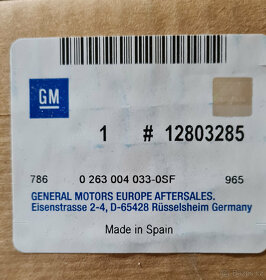 GM
1 # 12803285
786 0 263 004 033-0SF 965
GENERAL MOTORS EUROPE AFTERSALES.
Eisenstrasse 2-4, D-65428 Rüsselsheim Germany
Made in Spain